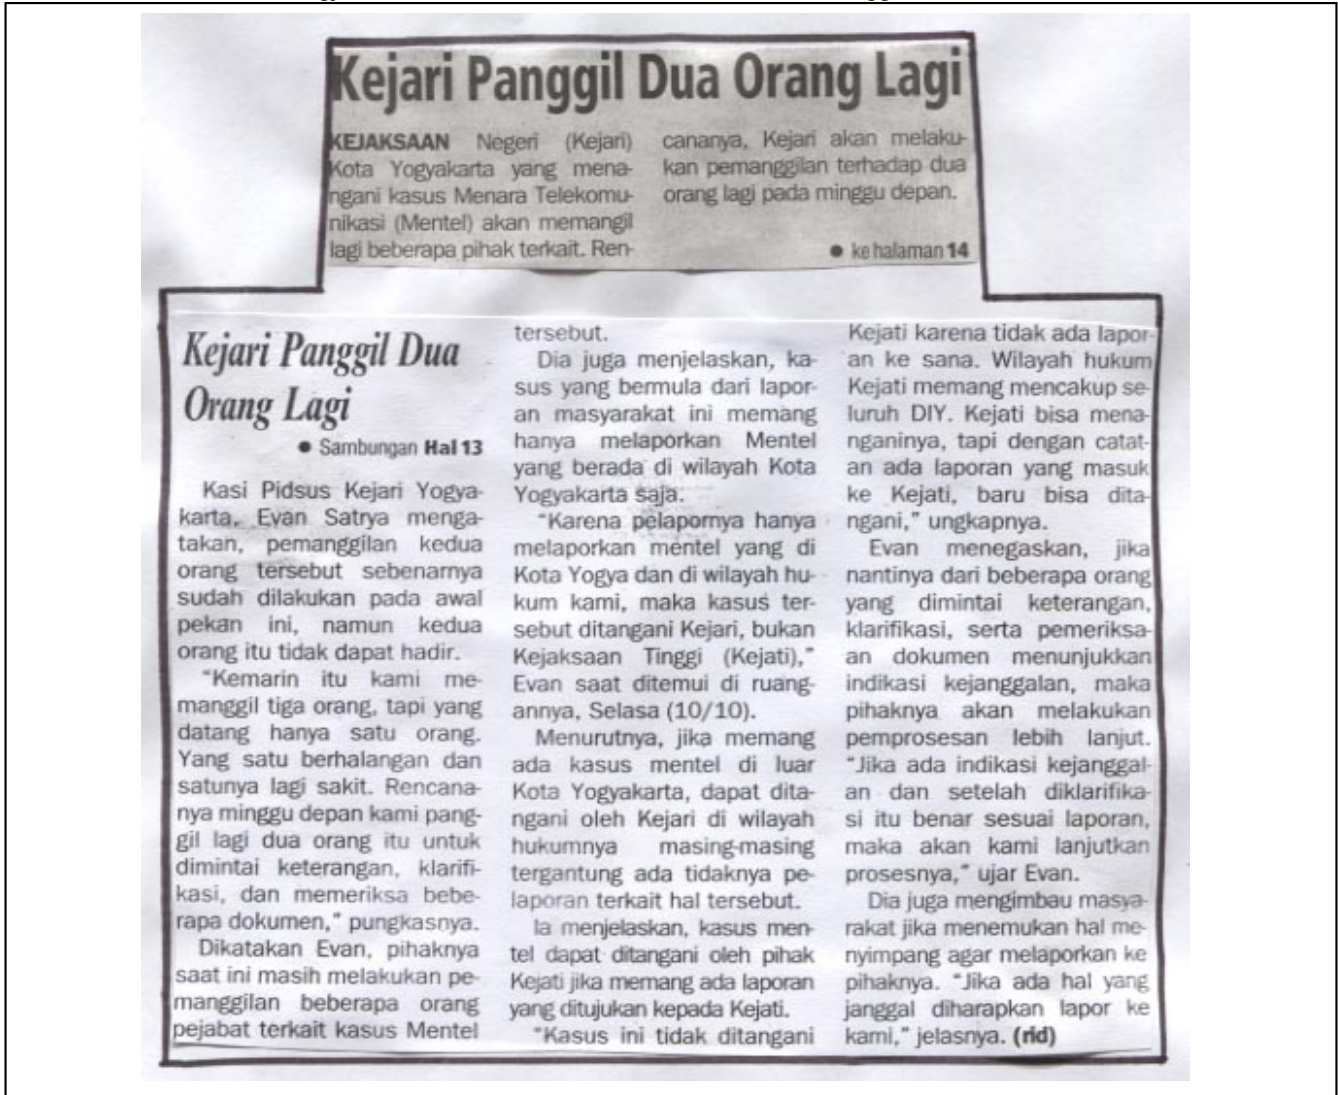 Kejari Panggil Dua Orang Lagi
KEJAKSAAN Negeri (Kejari)
Kota Yogyakarta yang mena-
ngani kasus Menara Telekomu-
nikasi (Mentel) akan memangil
lagi beberapa pihak terkait. Ren-
cananya, Kejari akan melaku-
kan pemanggilan terhadap dua
orang lagi pada minggu depan.
● ke halaman 14
Kejari Panggil Dua
Orang Lagi
● Sambungan Hal 13
Kasi Pidsus Kejari Yogya-
karta, Evan Satrya menga-
takan, pemanggilan kedua
orang tersebut sebenarnya
sudah dilakukan pada awal
pekan ini, namun kedua
orang itu tidak dapat hadir.
"Kemarin itu kami me-
manggil tiga orang, tapi yang
datang hanya satu orang.
Yang satu berhalangan dan
satunya lagi sakit. Rencana-
nya minggu depan kami pang-
gil lagi dua orang itu untuk
dimintai keterangan, klarifi-
kasi, dan memeriksa bebe-
rapa dokumen," pungkasnya.
Dikatakan Evan, pihaknya
saat ini masih melakukan pe-
manggilan beberapa orang
pejabat terkait kasus Mentel
tersebut.
Dia juga menjelaskan, ka-
sus yang bermula dari lapor-
an masyarakat ini memang
hanya melaporkan Mentel
yang berada di wilayah Kota
Yogyakarta saja.
"Karena pelapornya hanya
melaporkan mentel yang di
Kota Yogya dan di wilayah hu-
kum kami, maka kasus ter-
sebut ditangani Kejari, bukan
Kejaksaan Tinggi (Kejati),"
Evan saat ditemui di ruang-
annya, Selasa (10/10).
Menurutnya, jika memang
ada kasus mentel di luar
Kota Yogyakarta, dapat dita-
ngani oleh Kejari di wilayah
hukumnya masing-masing
tergantung ada tidaknya pe-
laporan terkait hal tersebut.
Ia menjelaskan, kasus men-
tel dapat ditangani oleh pihak
Kejati jika memang ada laporan
yang ditujukan kepada Kejati.
"Kasus ini tidak ditangani
Kejati karena tidak ada lapor-
an ke sana. Wilayah hukum
Kejati memang mencakup se-
luruh DIY. Kejati bisa mena-
nganinya, tapi dengan catat-
an ada laporan yang masuk
ke Kejati, baru bisa dita-
ngani," ungkapnya.
Evan menegaskan, jika
nantinya dari beberapa orang
yang dimintai keterangan,
klarifikasi, serta pemeriksa-
an dokumen menunjukkan
indikasi kejanggalan, maka
pihaknya akan melakukan
pemprosesan lebih lanjut.
"Jika ada indikasi kejanggal-
an dan setelah diklarifika-
si itu benar sesuai laporan,
maka akan kami lanjutkan
prosesnya," ujar Evan.
Dia juga mengimbau masya-
rakat jika menemukan hal me-
nyimpang agar melaporkan ke
pihaknya. "Jika ada hal yang
janggal diharapkan lapor ke
kami," jelasnya. (rid)